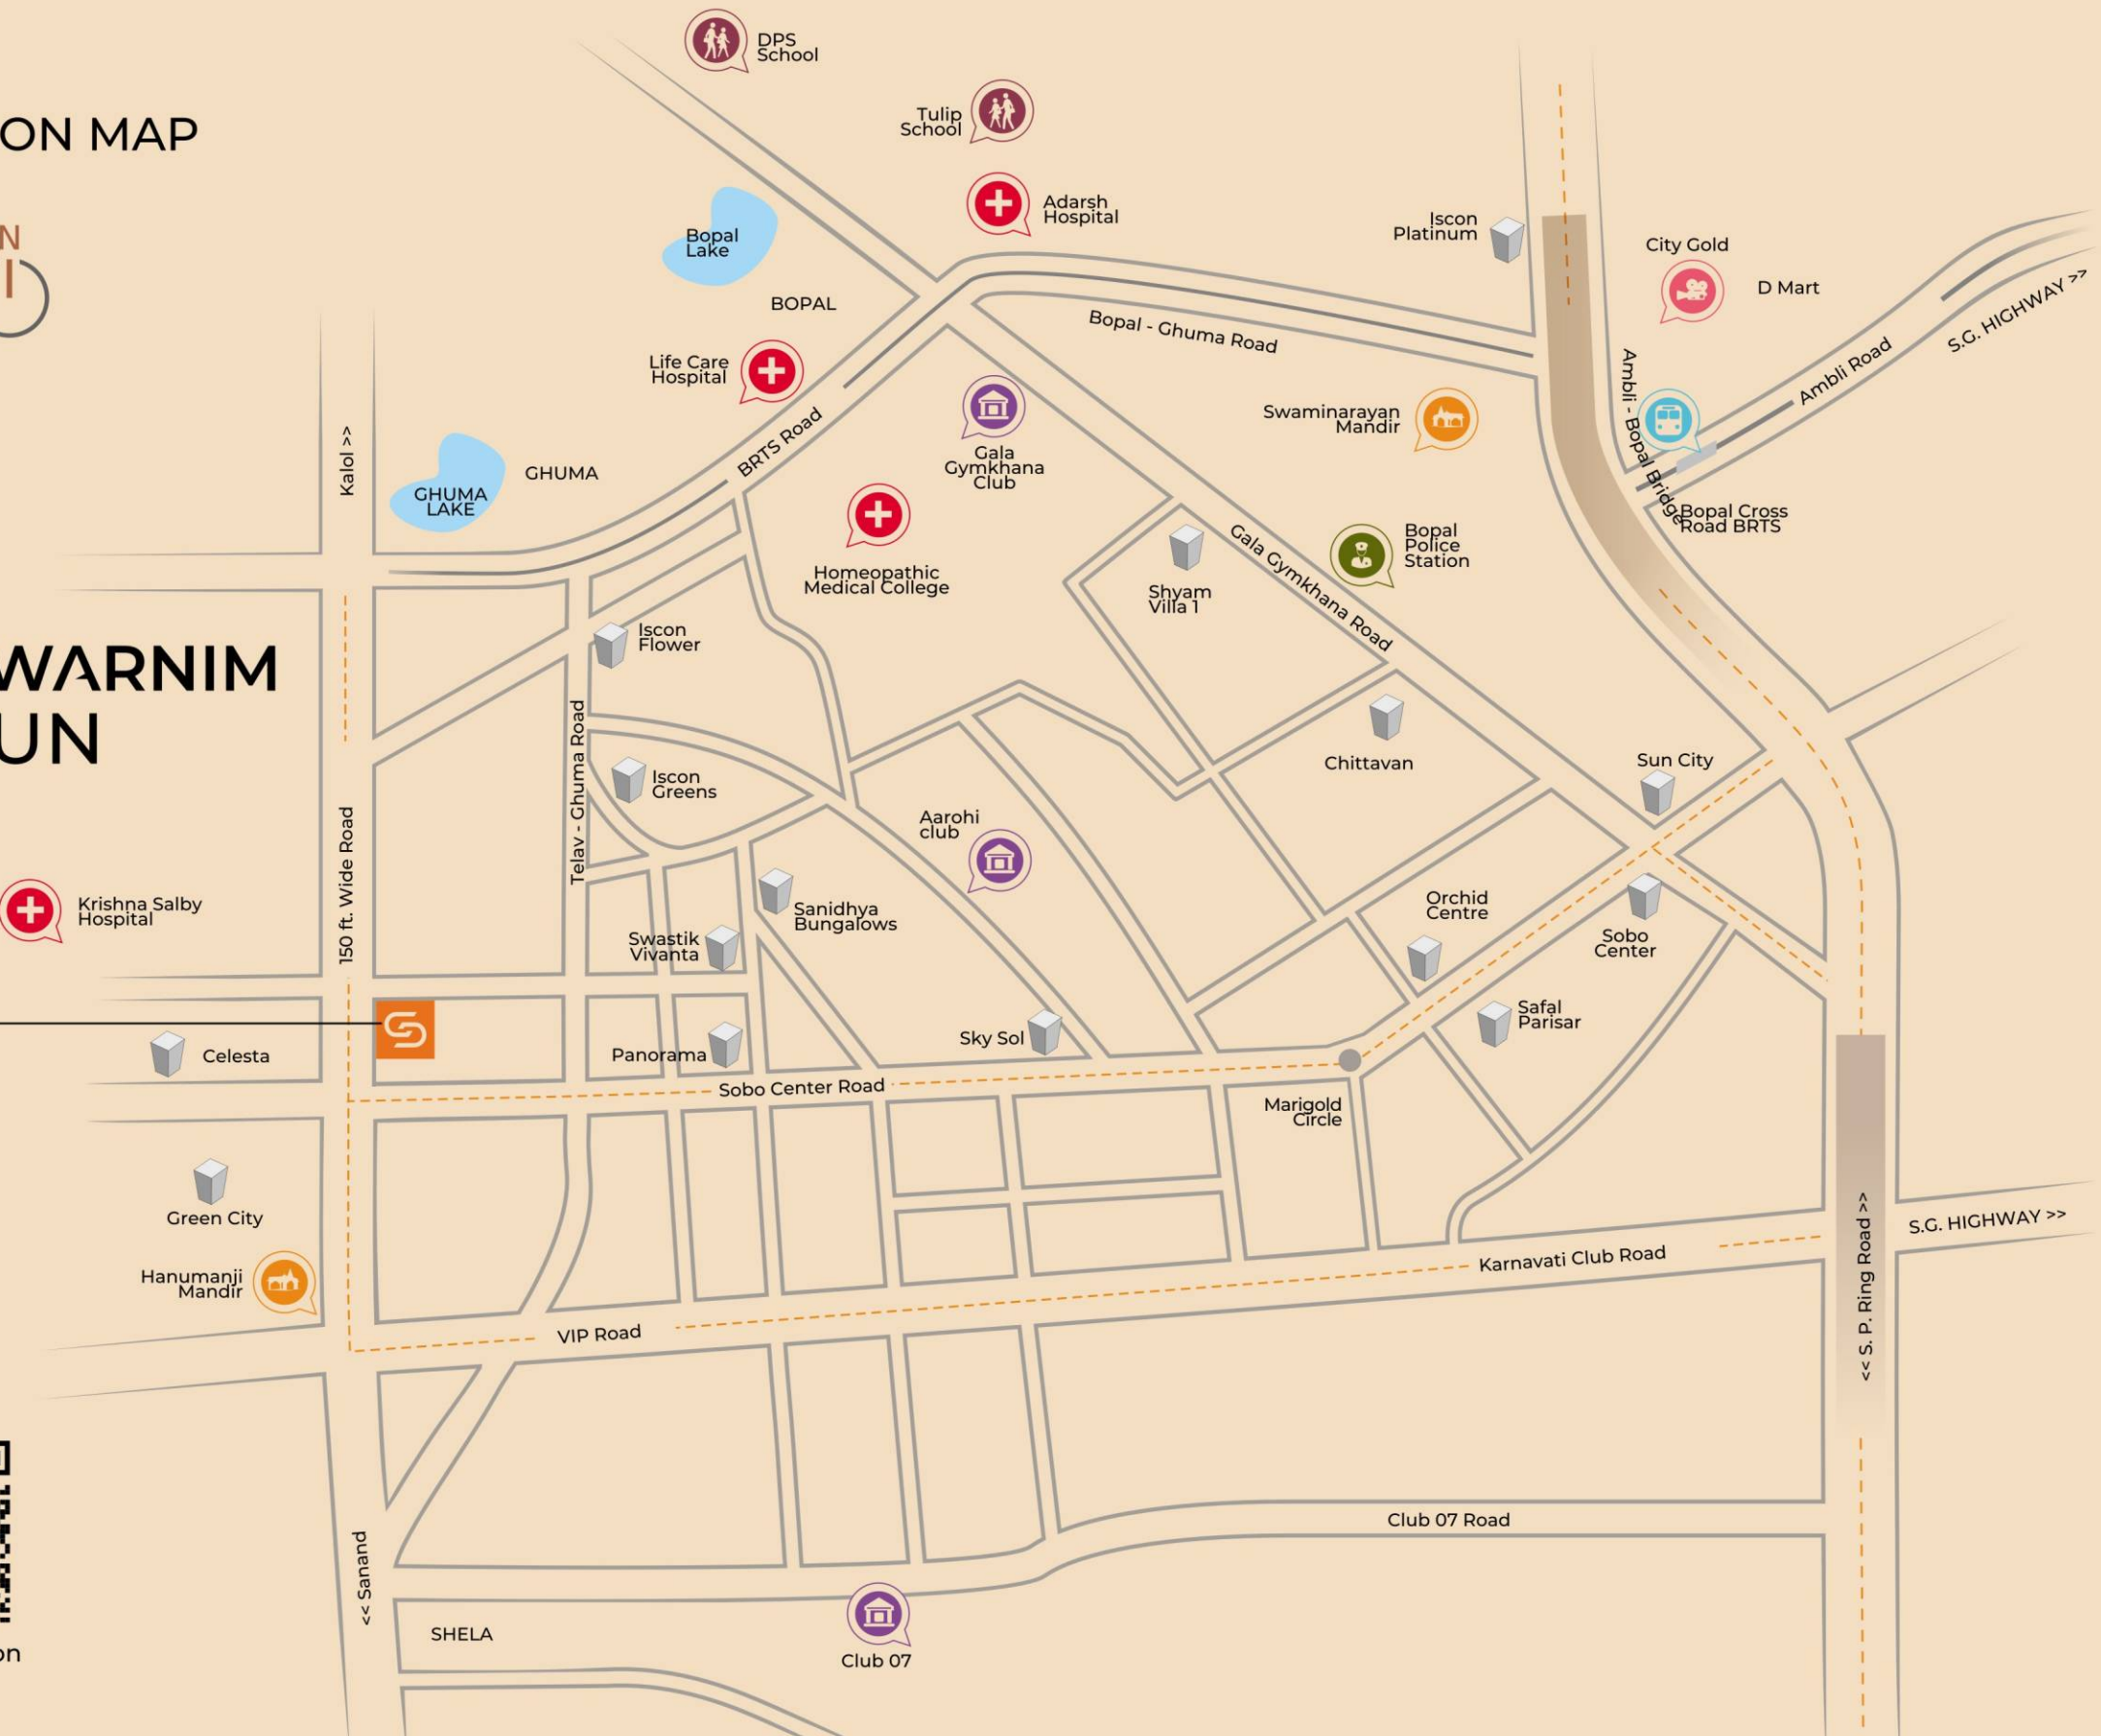 DPS
School
Tulip
School
ON MAP
Adarsh
Hospital
Iscon
Platinum
N
Bopal
Lake
City Gold
D Mart
BOPAL
S.G. HIGHWAY >>
Bopal - Ghuma Road
Life Care
Hospital
Ambli Road
Ambli - Bopal Bridge
Swaminarayan
Mandir
BRTS Road
Kalol >>
Gala
Gymkhana
Club
GHUMA
GHUMA
LAKE
Bopal Cross
Road BRTS
Bopal
Police
Station
Gala Gymkhana Road
Homeopathic
Medical College
Shyam
Villa 1
Iscon
Flower
WARNIM
UN
Telav - Ghuma Road
Chittavan
Sun City
Iscon
Greens
Aarohi
club
150 ft. Wide Road
Krishna Salby
Hospital
Sanidhya
Bungalows
Orchid
Centre
Swastik
Vivanta
Sobo
Center
Safal
Parisar
Sky Sol
Celesta
Panorama
Sobo Center Road
Marigold
Circle
Green City
S.G. HIGHWAY >>
Karnavati Club Road
<< S. P. Ring Road >>
Hanumanji
Mandir
VIP Road
Club 07 Road
<< Sanand
SHELA
on
Club 07